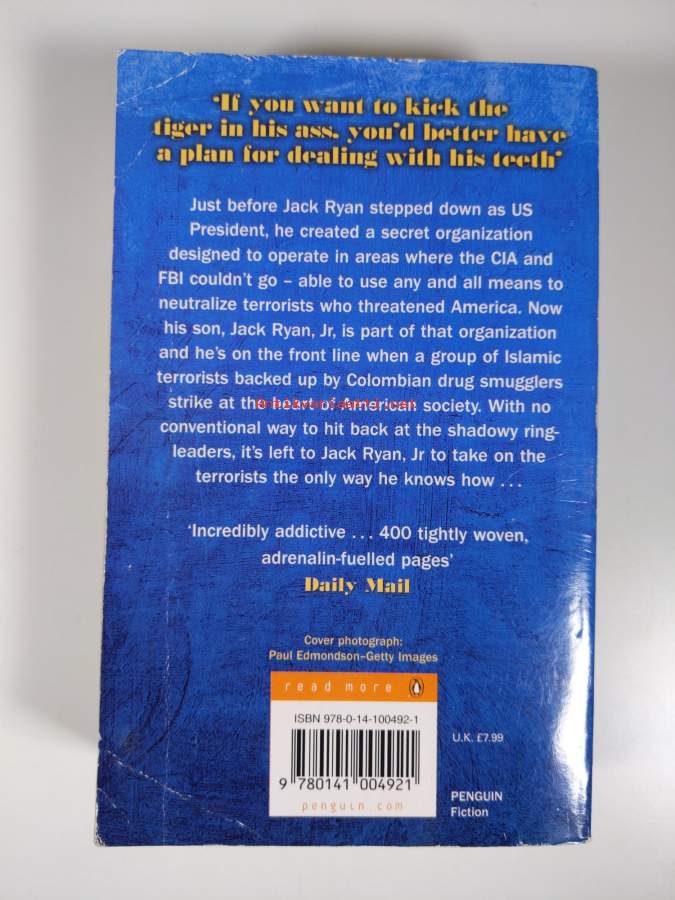 'If you want to kick the
tiger in his ass, you'd better have
a plan for dealing with his teeth'
Just before Jack Ryan stepped down as US
President, he created a secret organization
designed to operate in areas where the CIA and
FBI couldn't go – able to use any and all means to
neutralize terrorists who threatened America. Now
his son, Jack Ryan, Jr, is part of that organization
and he's on the front line when a group of Islamic
terrorists backed up by Colombian drug smugglers
strike at the heart of American society. With no
conventional way to hit back at the shadowy ring-
leaders, it's left to Jack Ryan, Jr to take on the
terrorists the only way he knows how . . .
'Incredibly addictive . . . 400 tightly woven,
adrenalin-fuelled pages'
Daily Mail
Cover photograph:
Paul Edmondson–Getty Images
read more
ISBN 978-0-14-100492-1
9 780141 004921
penguin.com
U.K. £7.99
PENGUIN
Fiction